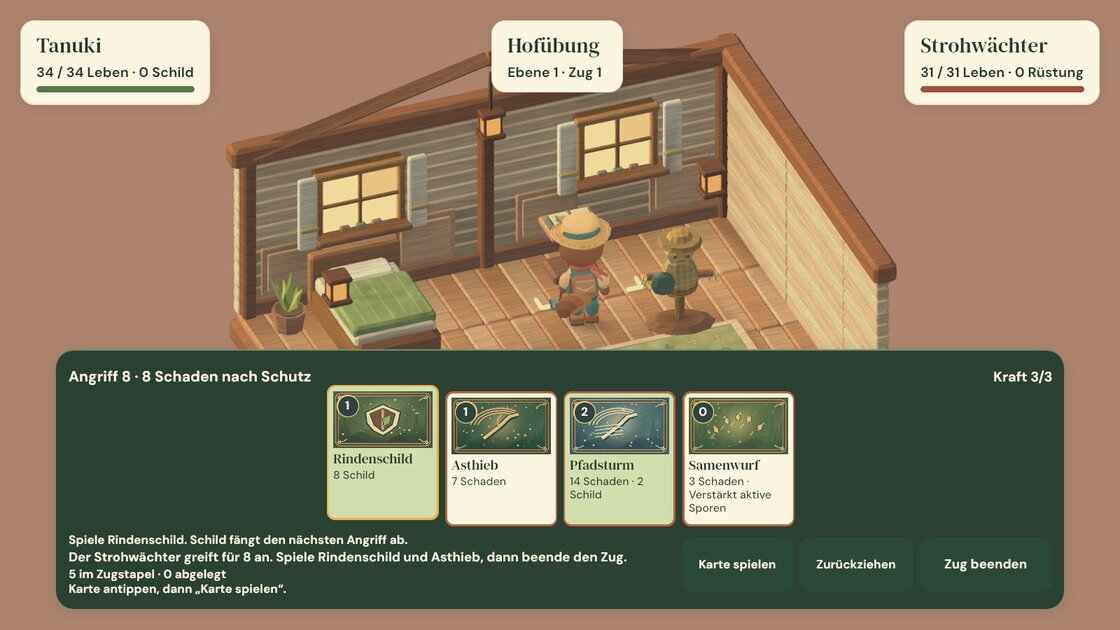 Tanuki
34 / 34 Leben · 0 Schild
Hofübung
Ebene 1 · Zug 1
Strohwächter
31 / 31 Leben · 0 Rüstung
Angriff 8 · 8 Schaden nach Schutz
Kraft 3/3
1
Rindenschild
8 Schild
1
Asthieb
7 Schaden
2
Pfadsturm
14 Schaden · 2
Schild
0
Samenwurf
3 Schaden ·
Verstärkt aktive
Sporen
Spiele Rindenschild. Schild fängt den nächsten Angriff ab.
Der Strohwächter greift für 8 an. Spiele Rindenschild und Asthieb, dann beende den Zug.
5 im Zugstapel · 0 abgelegt
Karte antippen, dann „Karte spielen“.
Karte spielen
Zurückziehen
Zug beenden